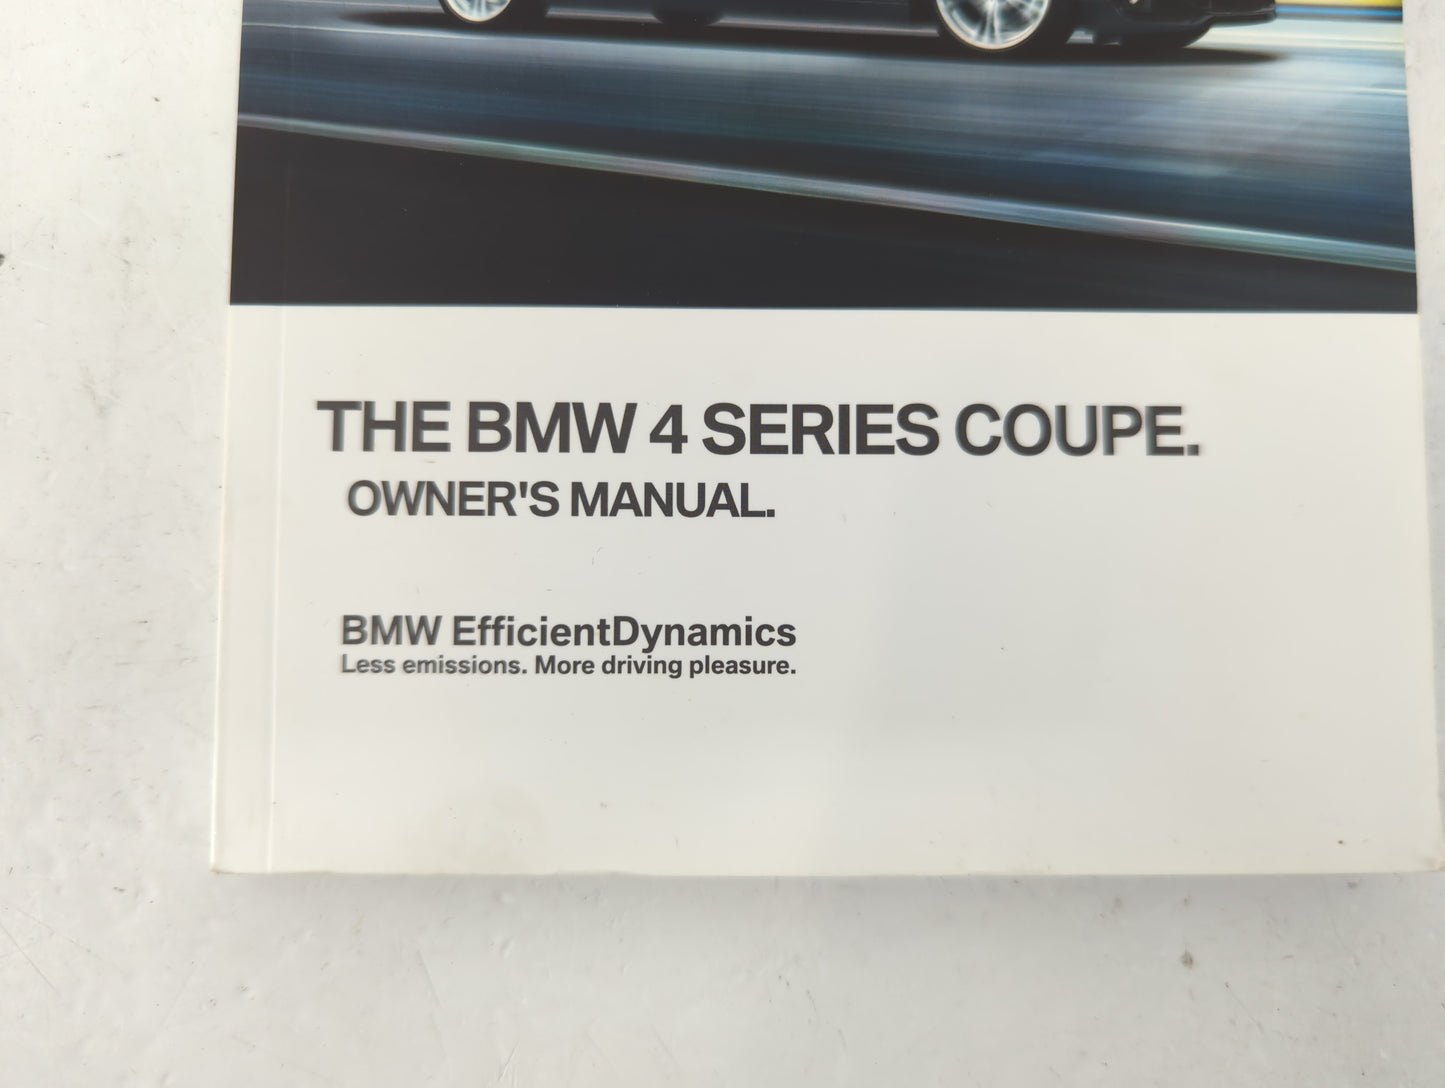 THE BMW 4 SERIES COUPE.
OWNER'S MANUAL.
BMW EfficientDynamics
Less emissions. More driving pleasure.